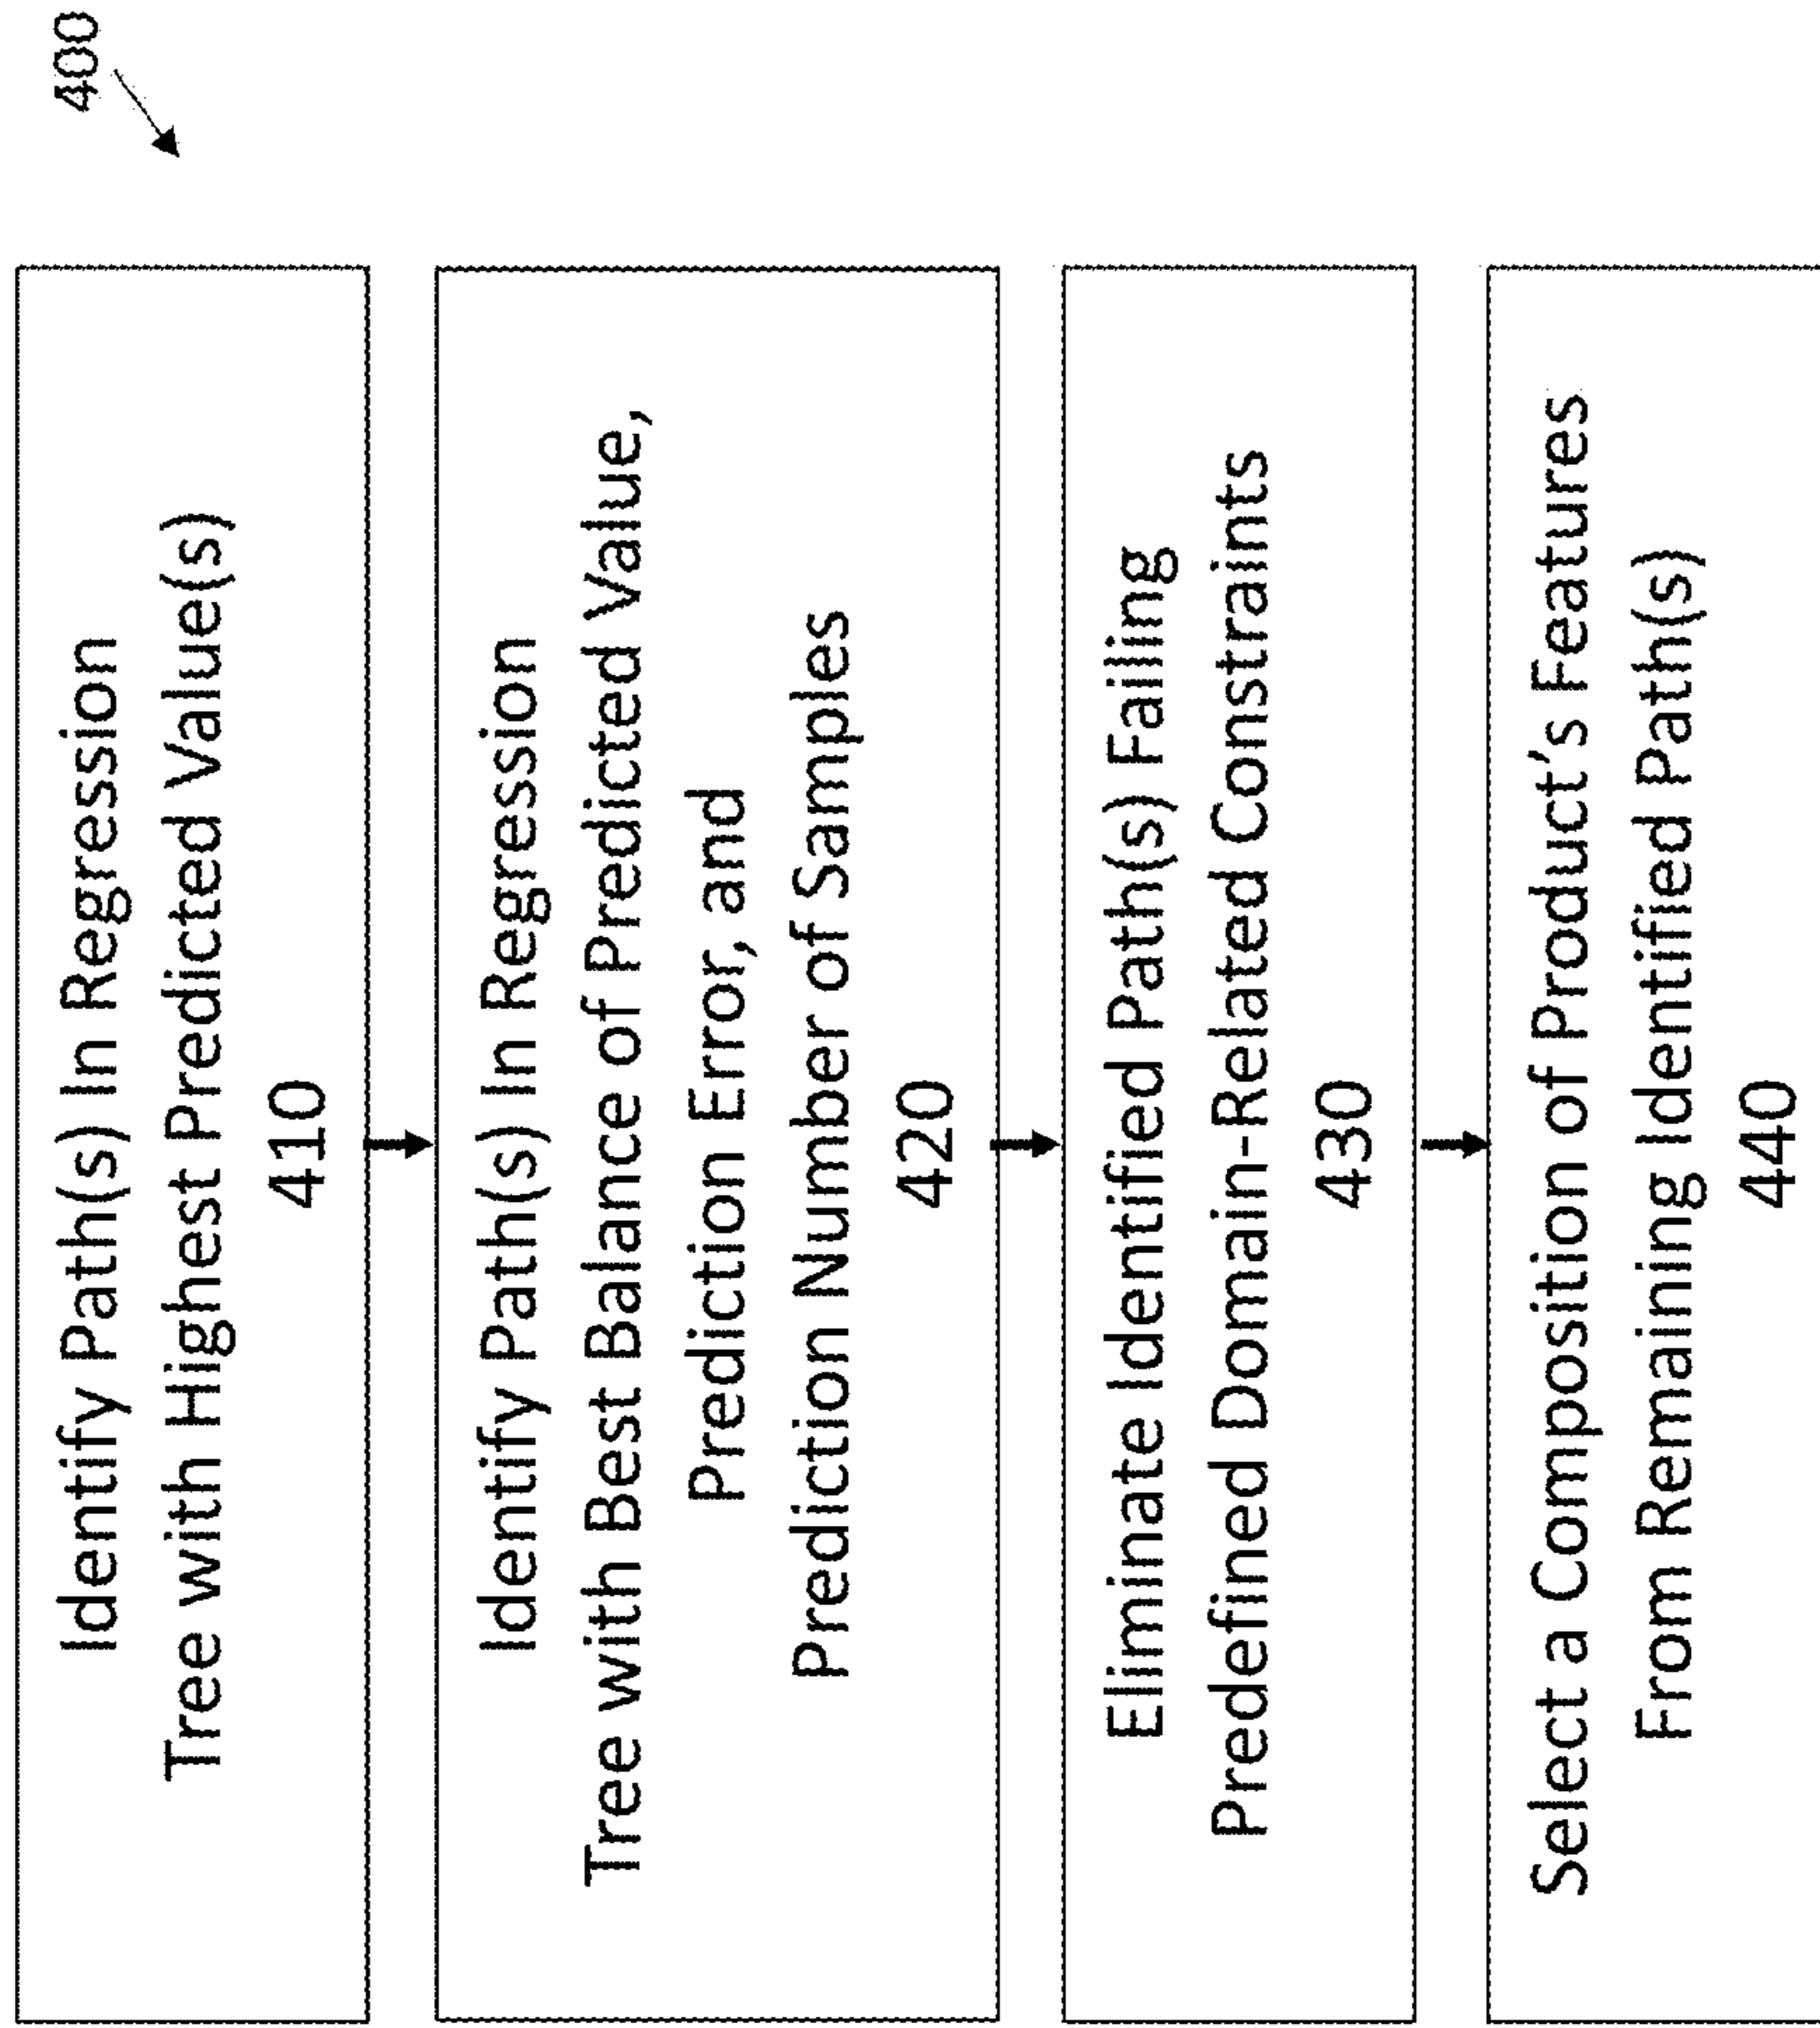 400
Identify Path(s) In Regression
Tree with Highest Predicted Value(s)
410
Identify Path(s) In Regression
Tree with Best Balance of Predicted Value,
Prediction Error, and
Prediction Number of Samples
420
Eliminate Identified Path(s) Failing
Predefined Domain-Related Constraints
430
Select a Composition of Product's Features
From Remaining Identified Path(s)
440